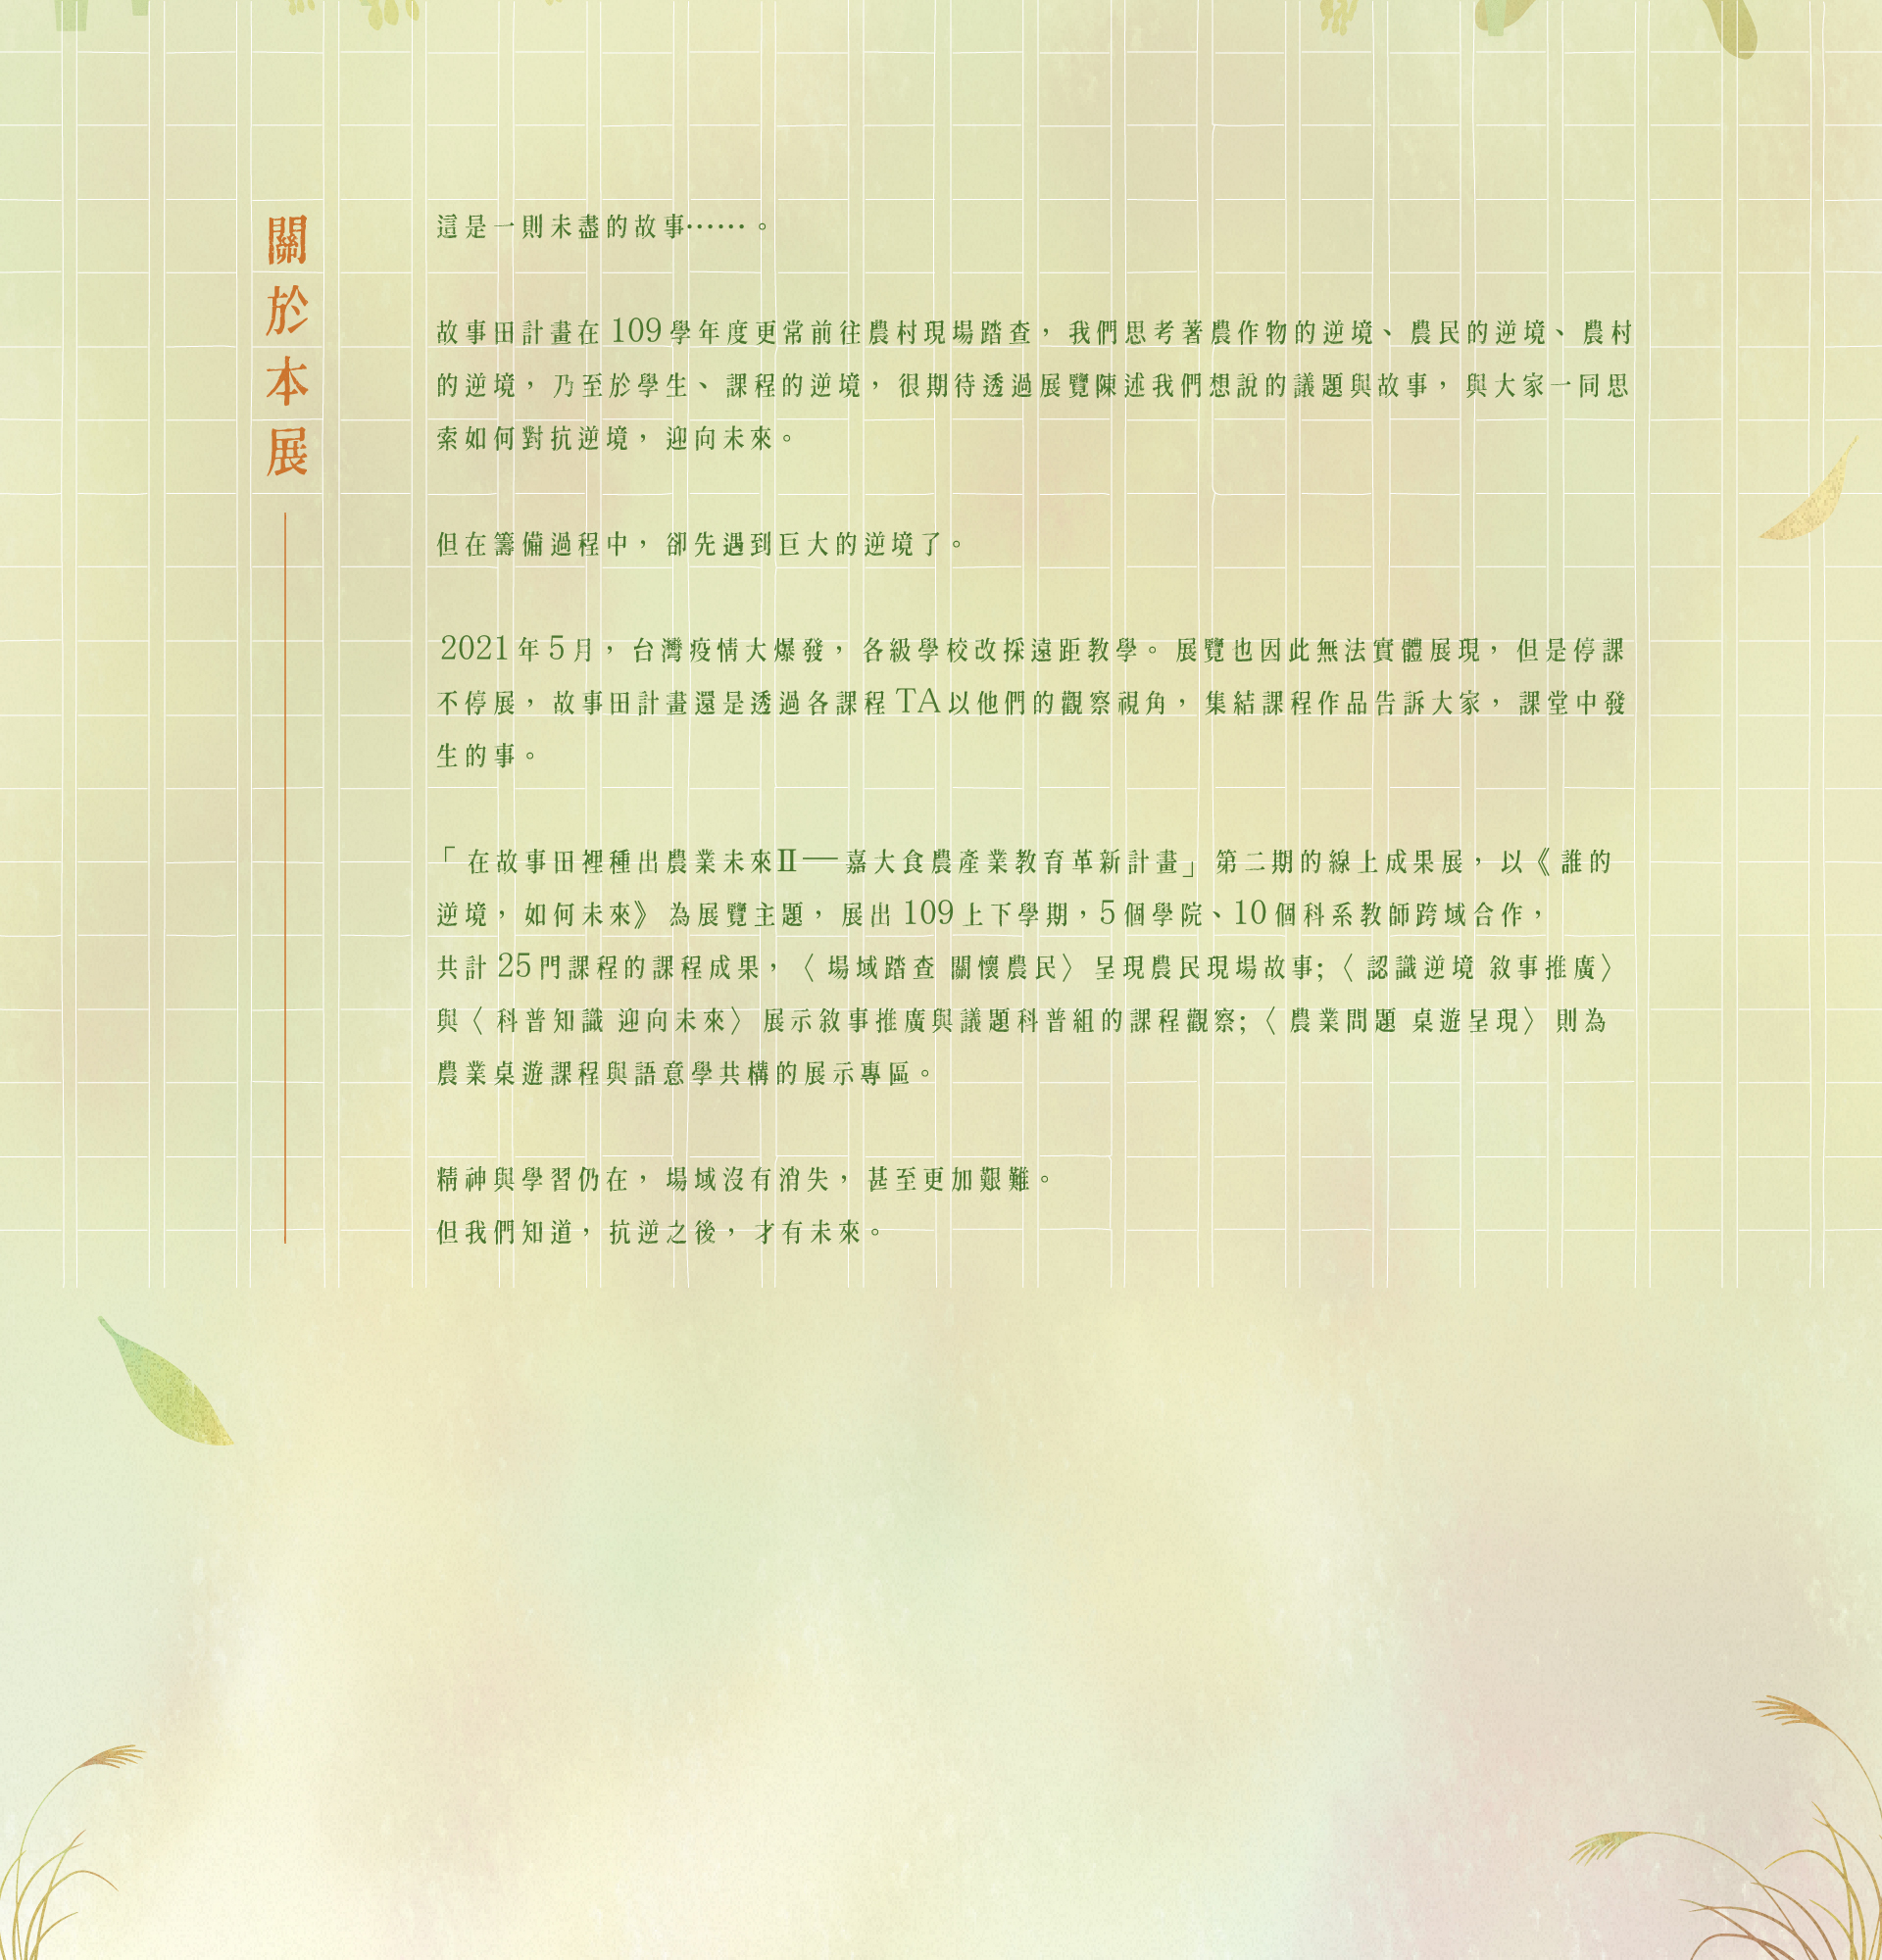 關於本展
這是一則未盡的故事……。
故事田計畫在 109 學年度更常前往農村現場踏查，我們思考著農作物的逆境、農民的逆境、農村
的逆境，乃至於學生、課程的逆境，很期待透過展覽陳述我們想說的議題與故事，與大家一同思
索如何對抗逆境，迎向未來。
但在籌備過程中，卻先遇到巨大的逆境了。
2021 年 5 月，台灣疫情大爆發，各級學校改採遠距教學。展覽也因此無法實體展現，但是停課
不停展，故事田計畫還是透過各課程 TA 以他們的觀察視角，集結課程作品告訴大家，課堂中發
生的事。
「在故事田裡種出農業未來Ⅱ──嘉大食農產業教育革新計畫」第二期的線上成果展，以《誰的
逆境，如何未來》為展覽主題，展出 109 上下學期，5 個學院、10 個科系教師跨域合作，
共計 25 門課程的課程成果，〈場域踏查 關懷農民〉呈現農民現場故事;〈認識逆境 敘事推廣〉
與〈科普知識 迎向未來〉展示敘事推廣與議題科普組的課程觀察;〈農業問題 桌遊呈現〉則為
農業桌遊課程與語意學共構的展示專區。
精神與學習仍在，場域沒有消失，甚至更加艱難。
但我們知道，抗逆之後，才有未來。